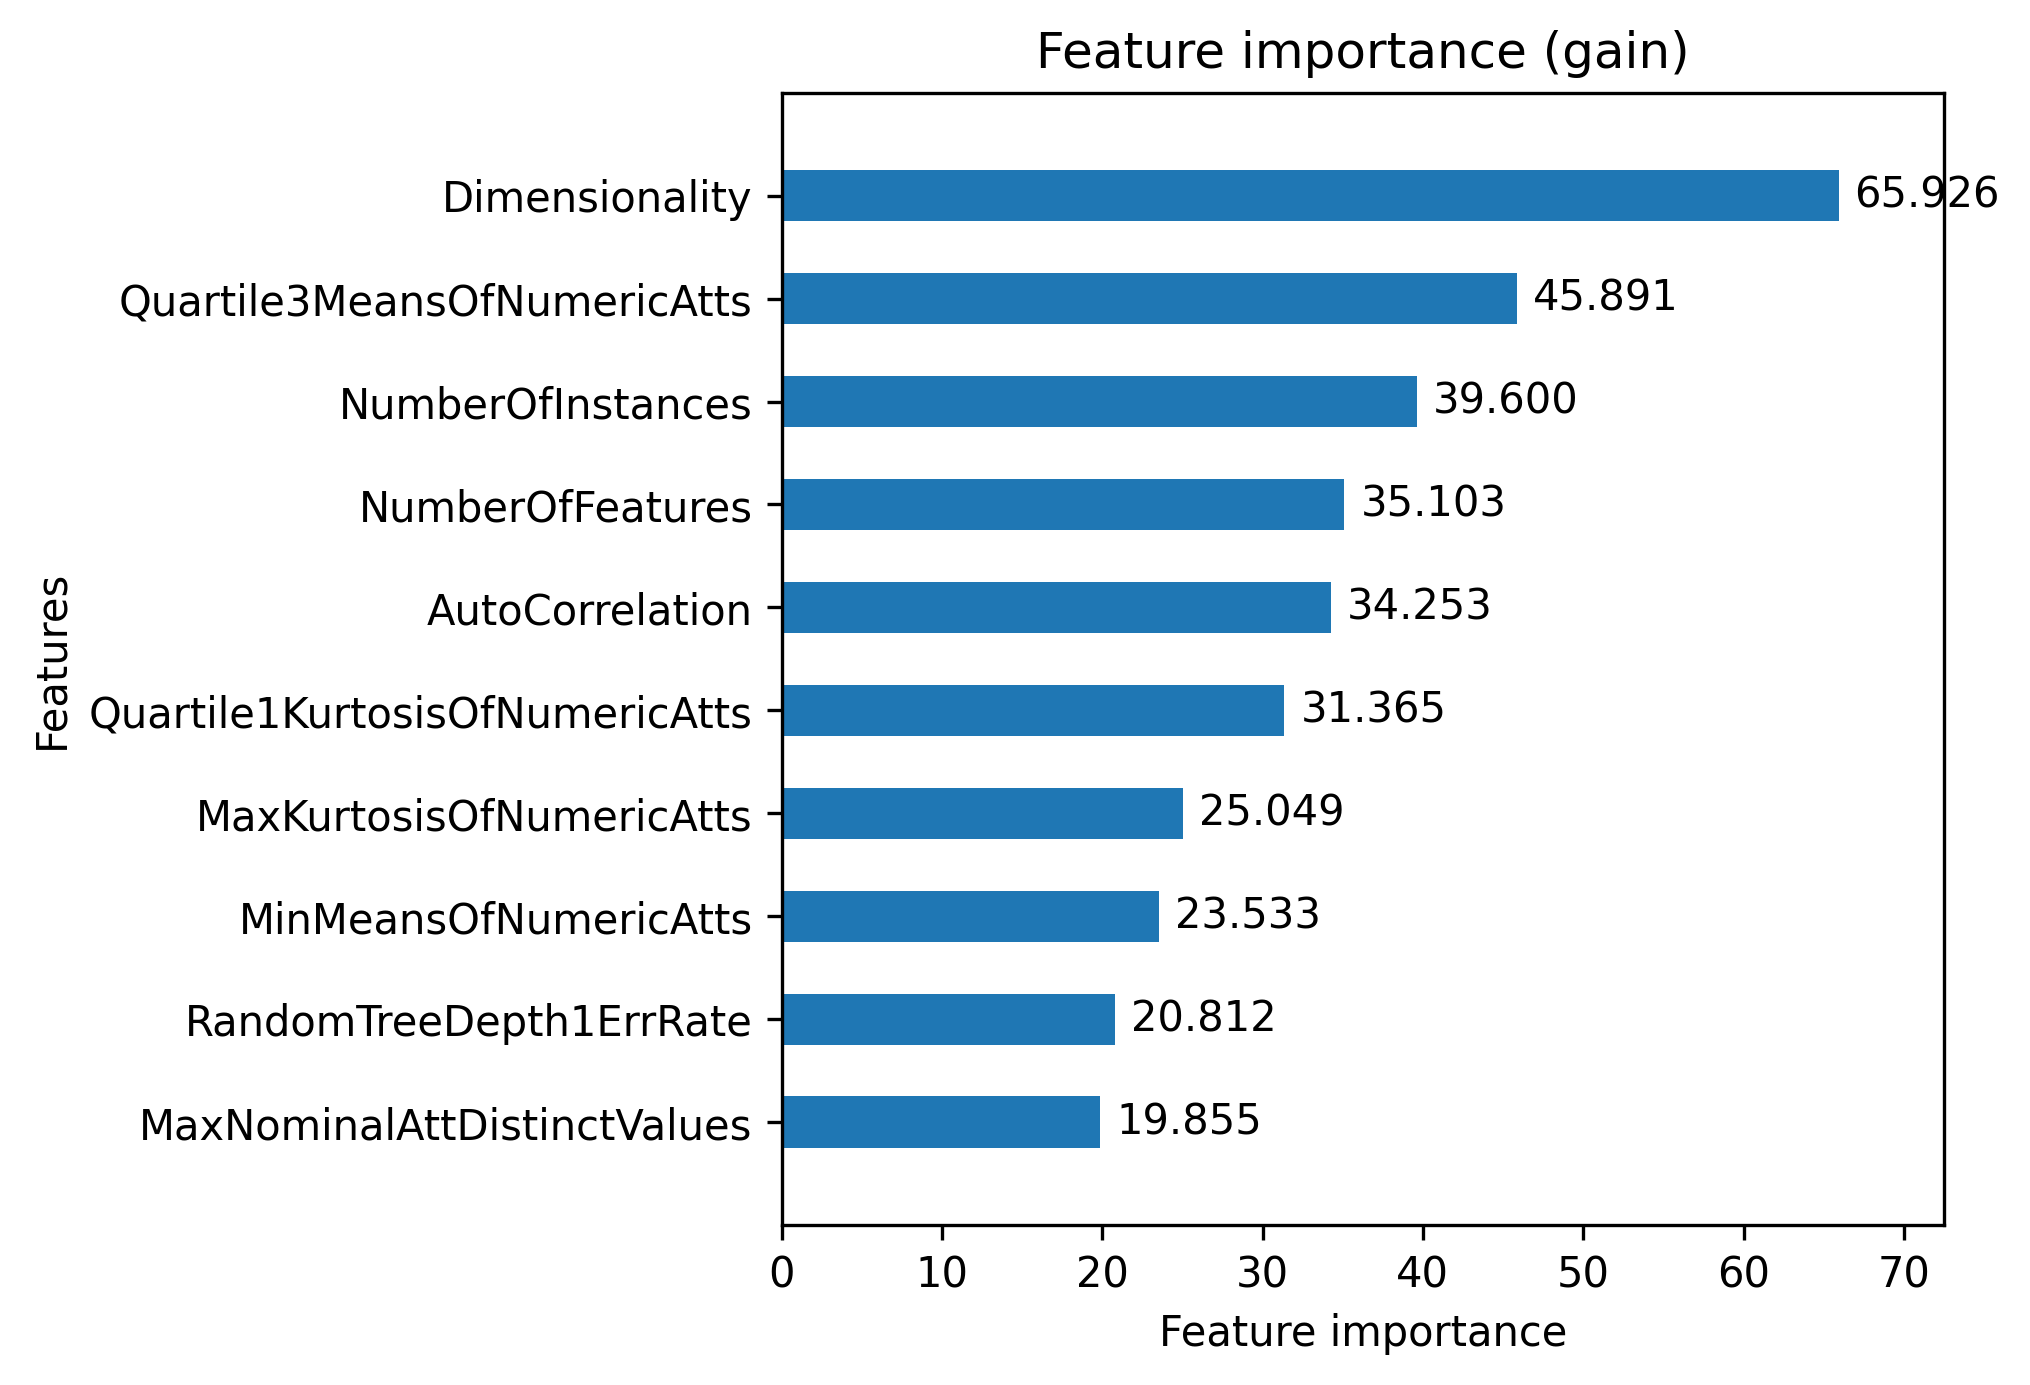 Feature importance (gain)
Dimensionality 65.926
Quartile3MeansOfNumericAtts 45.891
NumberOfInstances 39.600
NumberOfFeatures 35.103
AutoCorrelation 34.253
Quartile1KurtosisOfNumericAtts 31.365
MaxKurtosisOfNumericAtts 25.049
MinMeansOfNumericAtts 23.533
RandomTreeDepth1ErrRate 20.812
MaxNominalAttDistinctValues 19.855
Features
0 10 20 30 40 50 60 70
Feature importance